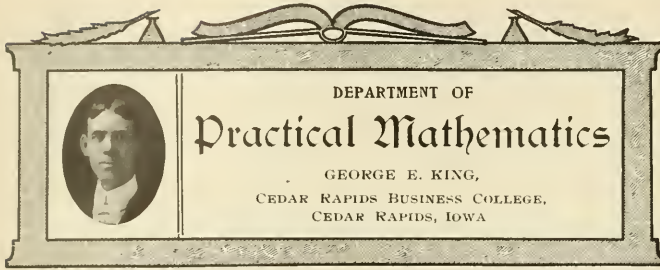 DEPARTMENT OF
Practical Mathematics
GEORGE E. KING,
CEDAR RAPIDS BUSINESS COLLEGE,
CEDAR RAPIDS, IOWA